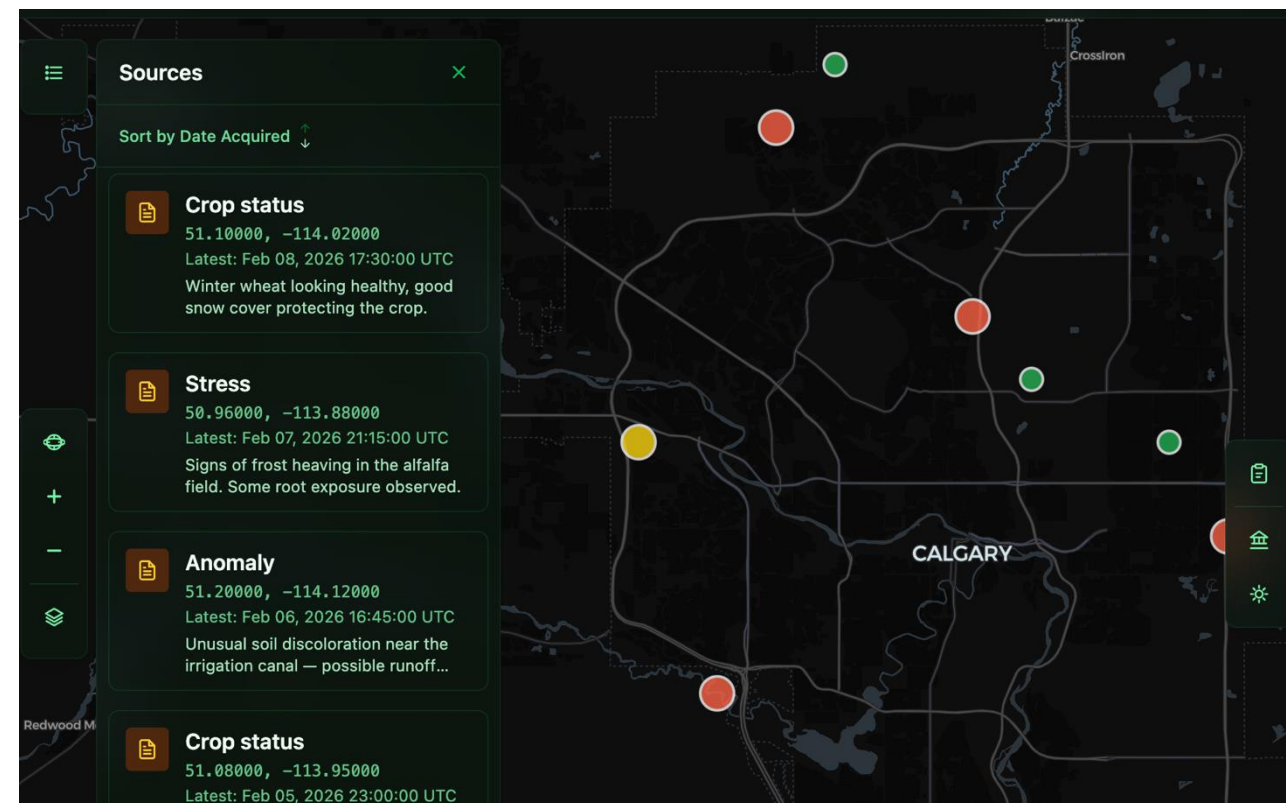 Sources
Sort by Date Acquired
Crop status
51.10000, -114.02000
Latest: Feb 08, 2026 17:30:00 UTC
Winter wheat looking healthy, good
snow cover protecting the crop.
Stress
50.96000, -113.88000
Latest: Feb 07, 2026 21:15:00 UTC
Signs of frost heaving in the alfalfa
field. Some root exposure observed.
Anomaly
51.20000, -114.12000
Latest: Feb 06, 2026 16:45:00 UTC
Unusual soil discoloration near the
irrigation canal — possible runoff...
Crop status
51.08000, -113.95000
Latest: Feb 05, 2026 23:00:00 UTC
Redwood M
CrossIron
CALGARY